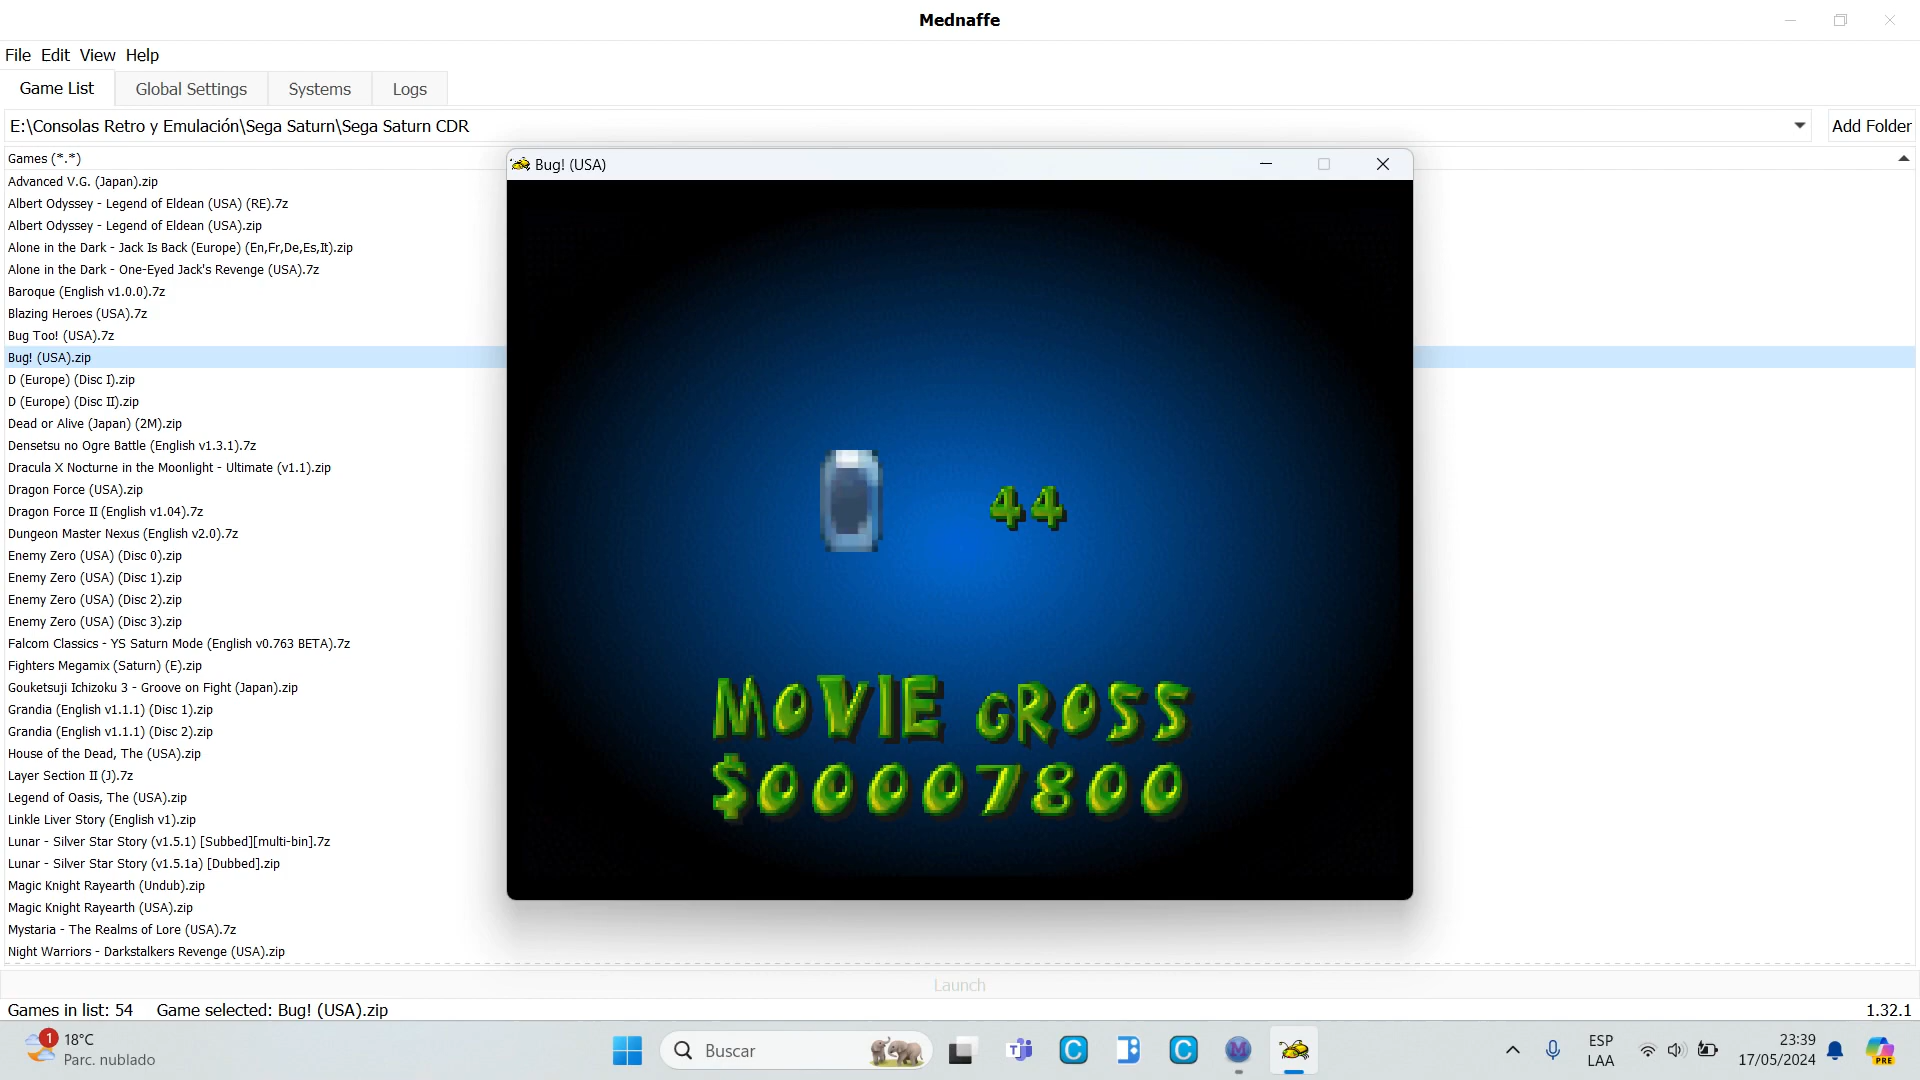 Mednaffe
File Edit View Help
Game List Global Settings Systems Logs
E:\Consolas Retro y Emulación\Sega Saturn\Sega Saturn CDR Add Folder
Games (*.*)
Advanced V.G. (Japan).zip
Albert Odyssey - Legend of Eldean (USA) (RE).7z
Albert Odyssey - Legend of Eldean (USA).zip
Alone in the Dark - Jack Is Back (Europe) (En,Fr,De,Es,It).zip
Alone in the Dark - One-Eyed Jack's Revenge (USA).7z
Baroque (English v1.0.0).7z
Blazing Heroes (USA).7z
Bug Too! (USA).7z
Bug! (USA).zip
D (Europe) (Disc I).zip
D (Europe) (Disc II).zip
Dead or Alive (Japan) (2M).zip
Densetsu no Ogre Battle (English v1.3.1).7z
Dracula X Nocturne in the Moonlight - Ultimate (v1.1).zip
Dragon Force (USA).zip
Dragon Force II (English v1.04).7z
Dungeon Master Nexus (English v2.0).7z
Enemy Zero (USA) (Disc 0).zip
Enemy Zero (USA) (Disc 1).zip
Enemy Zero (USA) (Disc 2).zip
Enemy Zero (USA) (Disc 3).zip
Falcom Classics - YS Saturn Mode (English v0.763 BETA).7z
Fighters Megamix (Saturn) (E).zip
Gouketsuji Ichizoku 3 - Groove on Fight (Japan).zip
Grandia (English v1.1.1) (Disc 1).zip
Grandia (English v1.1.1) (Disc 2).zip
House of the Dead, The (USA).zip
Layer Section II (J).7z
Legend of Oasis, The (USA).zip
Linkle Liver Story (English v1).zip
Lunar - Silver Star Story (v1.5.1) [Subbed][multi-bin].7z
Lunar - Silver Star Story (v1.5.1a) [Dubbed].zip
Magic Knight Rayearth (Undub).zip
Magic Knight Rayearth (USA).zip
Mystaria - The Realms of Lore (USA).7z
Night Warriors - Darkstalkers Revenge (USA).zip
Bug! (USA)
44
MOVIE GROSS
$00007800
Launch
Games in list: 54 Game selected: Bug! (USA).zip 1.32.1
1
18°C
Parc. nublado
Buscar
ESP
LAA
23:39
17/05/2024
PRE